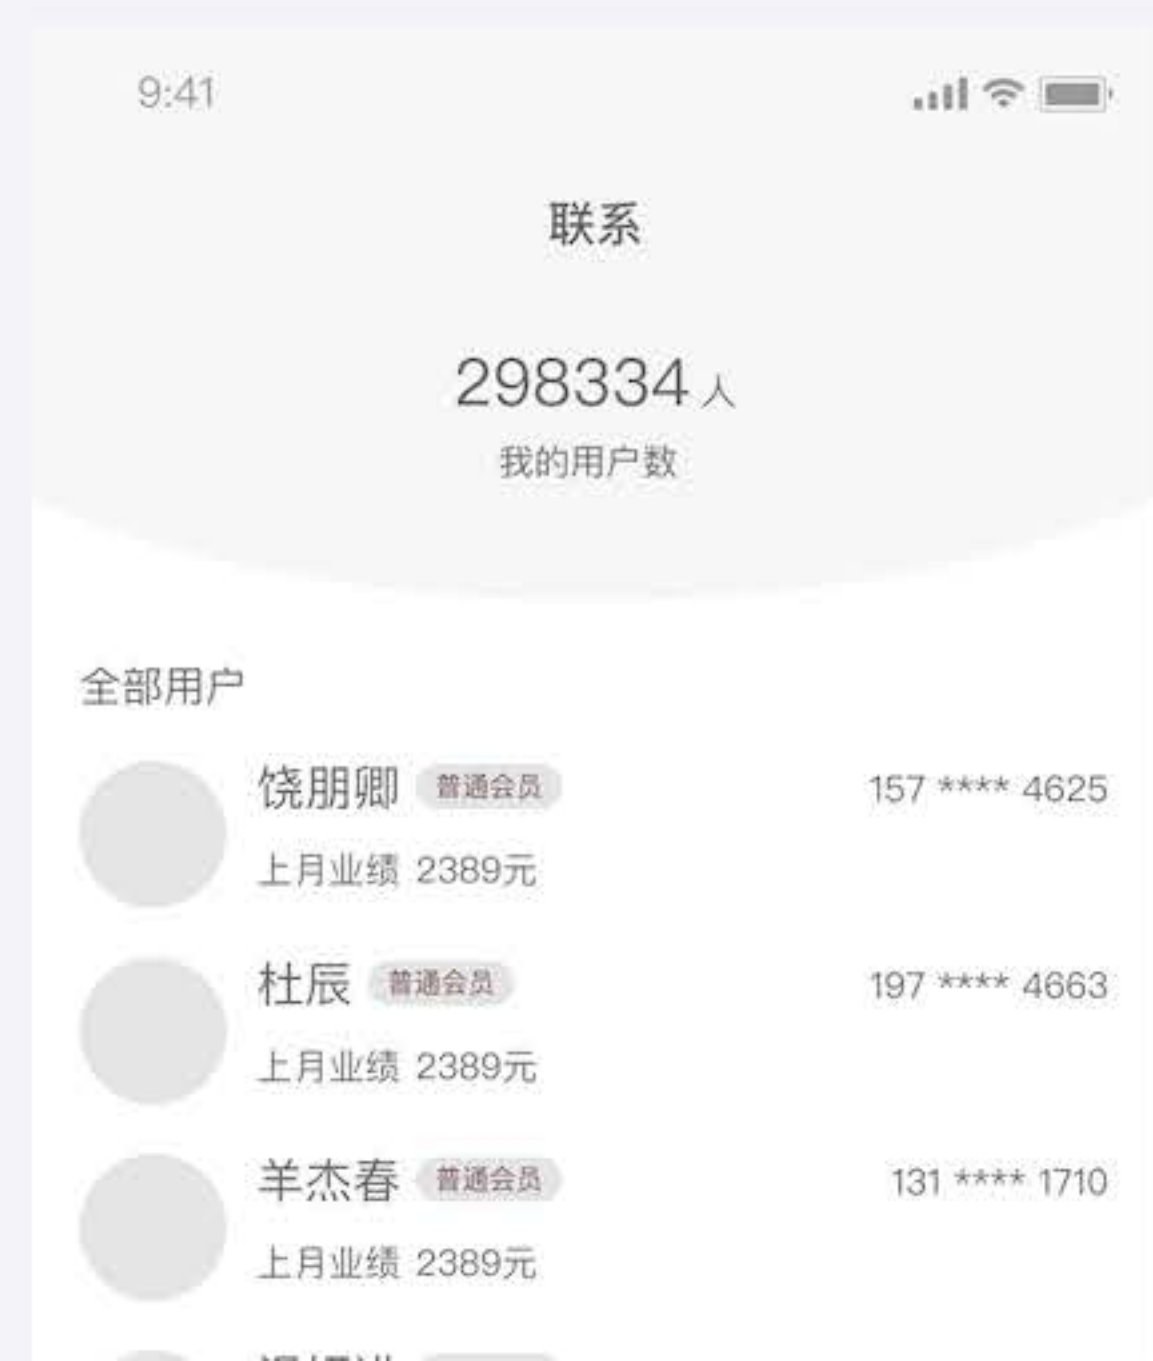 9:41
联系
298334人
我的用户数
全部用户
饶朋卿 普通会员 157 **** 4625
上月业绩 2389元
杜辰 普通会员 197 **** 4663
上月业绩 2389元
羊杰春 普通会员 131 **** 1710
上月业绩 2389元